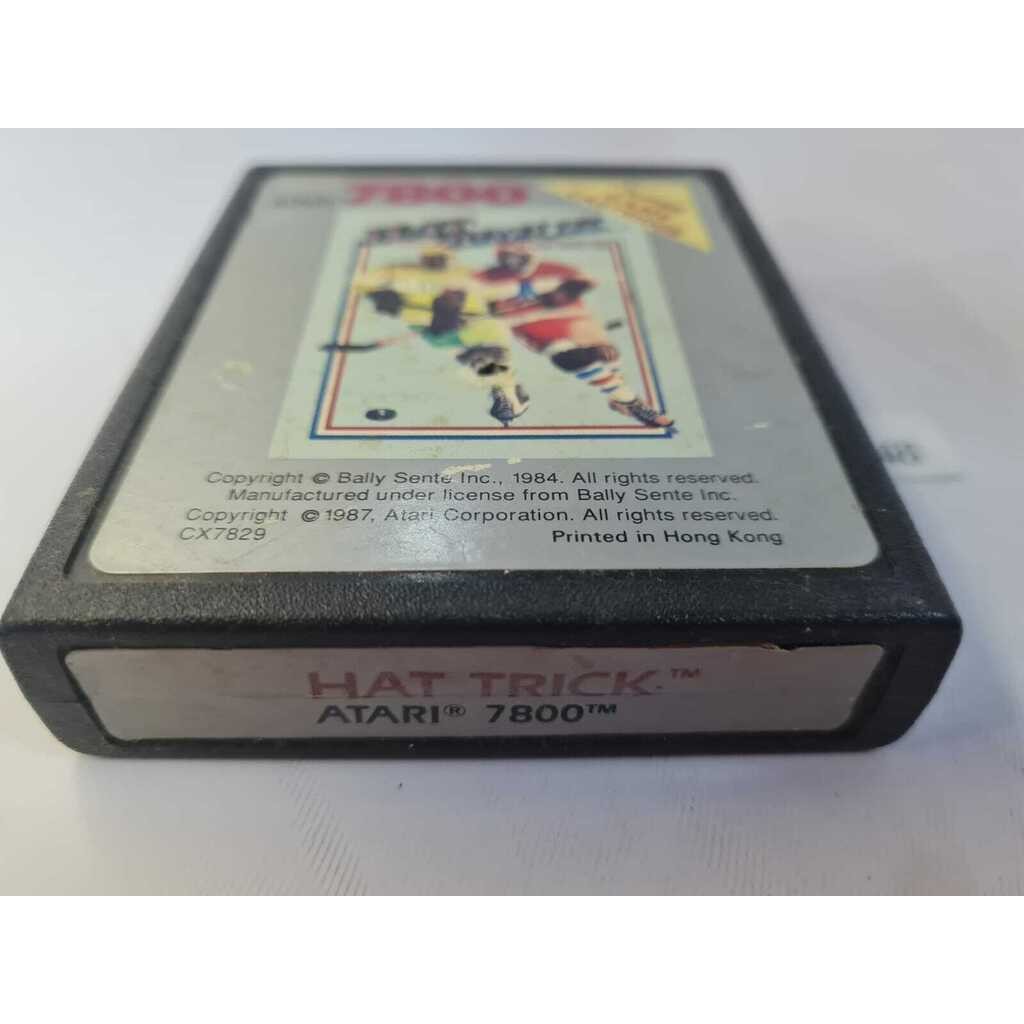 7800
Copyright © Bally Sente Inc., 1984. All rights reserved.
Manufactured under license from Bally Sente Inc.
Copyright © 1987, Atari Corporation. All rights reserved.
CX7829 Printed in Hong Kong
HAT TRICK™
ATARI® 7800™